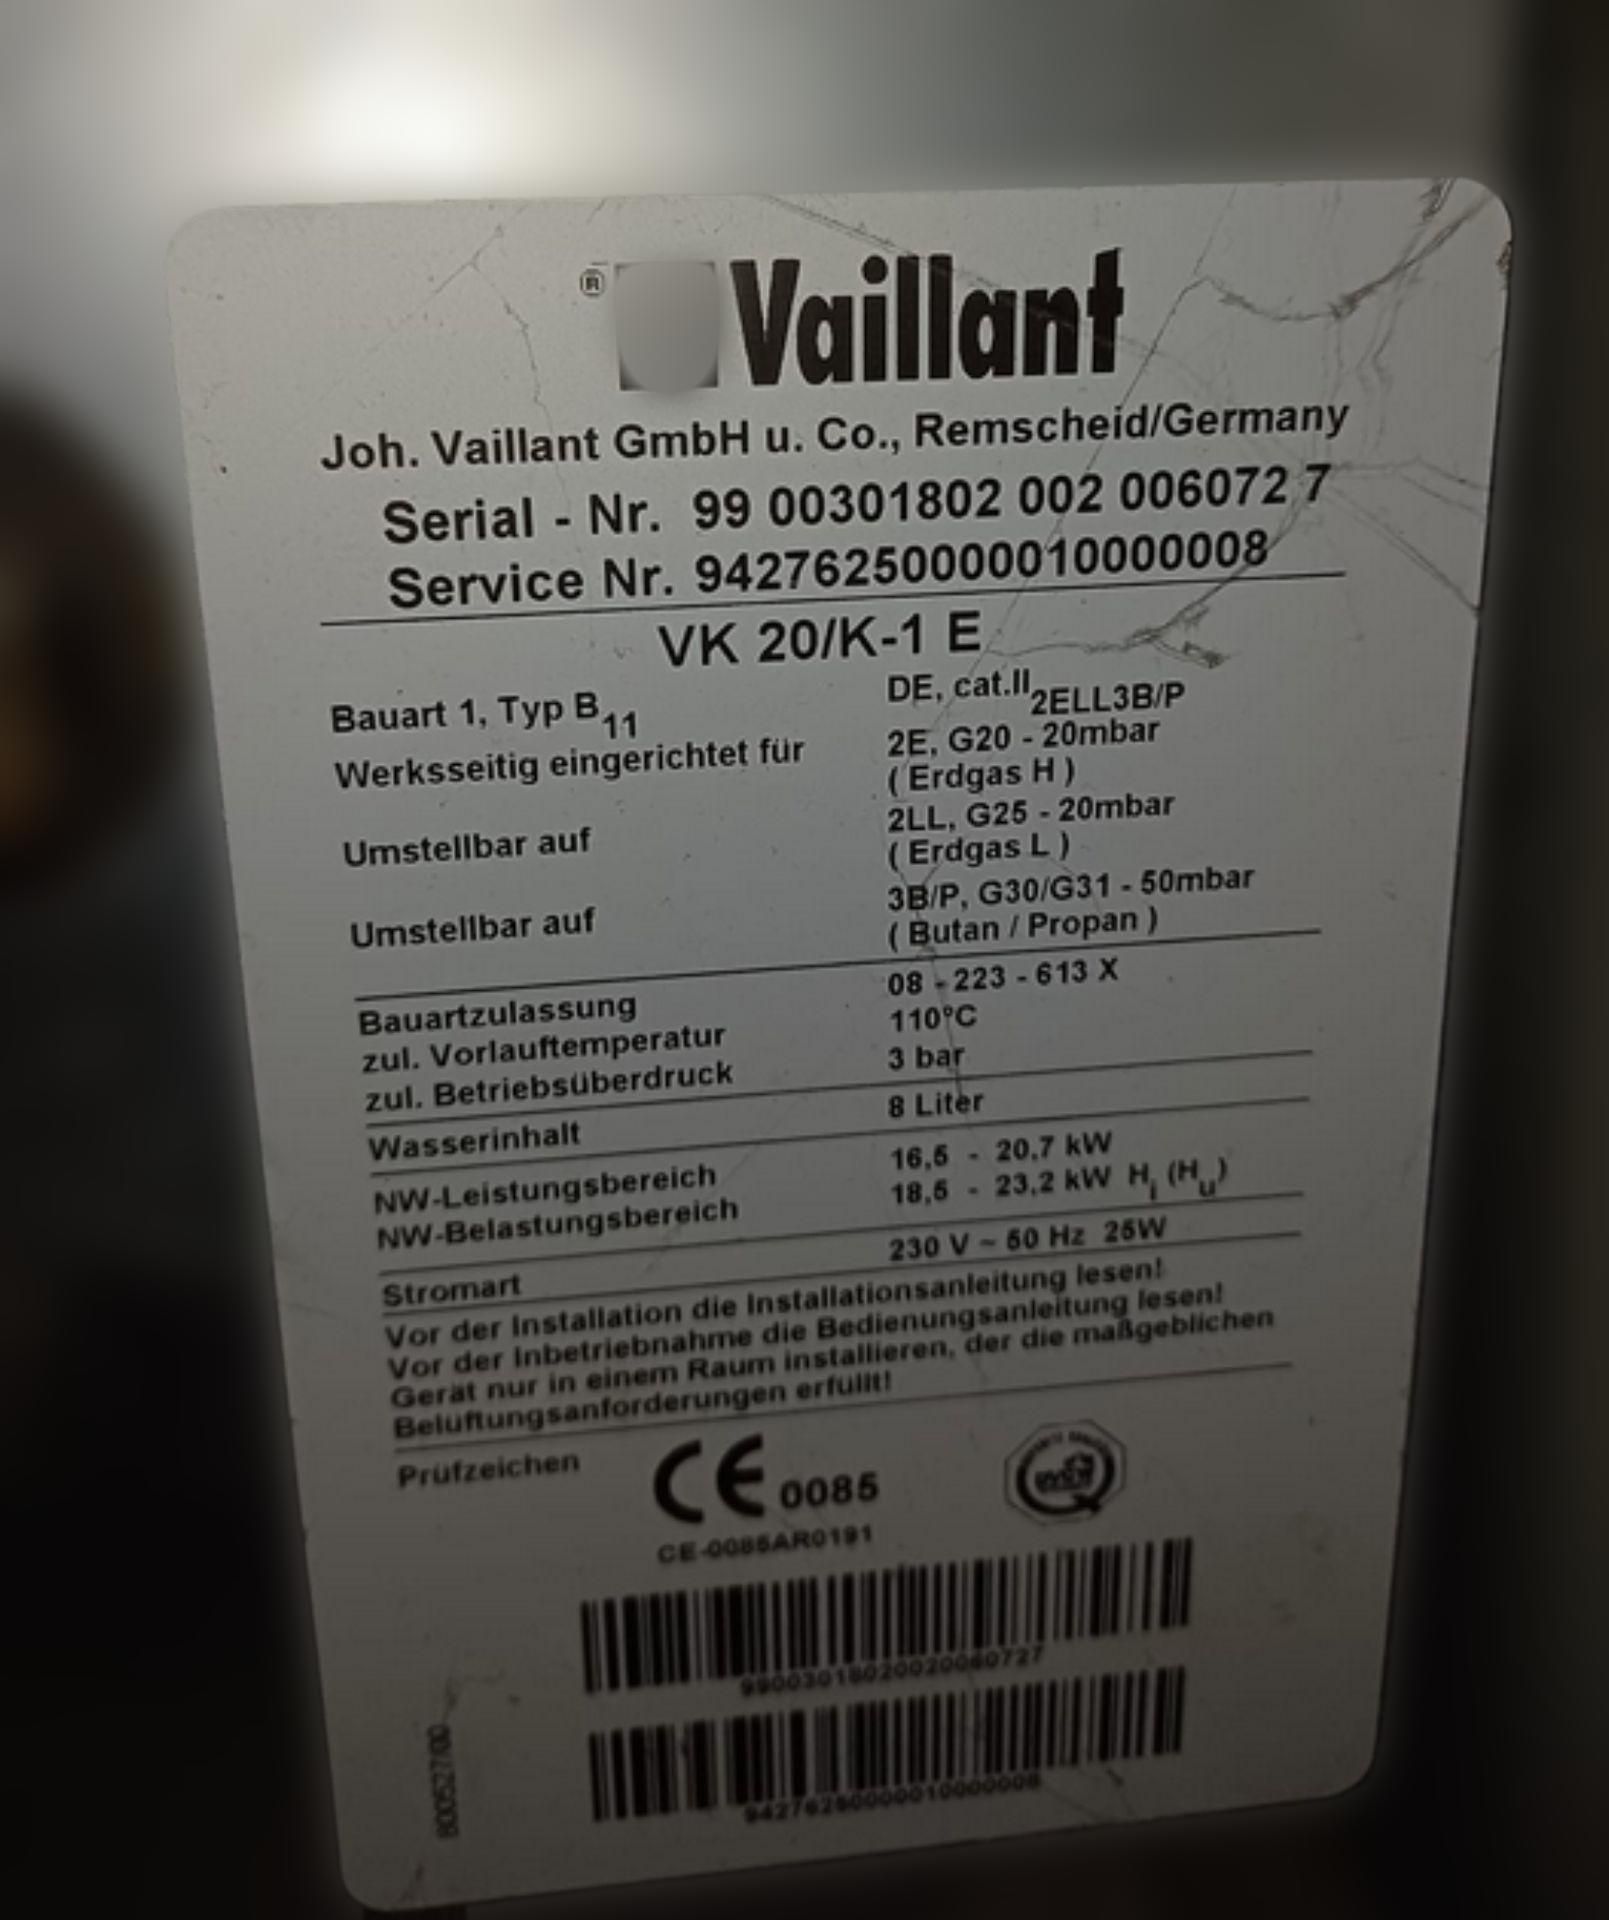 ® Vaillant
Joh. Vaillant GmbH u. Co., Remscheid/Germany
Serial - Nr. 99 00301802 002 006072 7
Service Nr. 94276250000010000008
VK 20/K-1 E
Bauart 1, Typ B11 DE, cat.II2ELL3B/P
Werksseitig eingerichtet für 2E, G20 - 20mbar
( Erdgas H )
Umstellbar auf 2LL, G25 - 20mbar
( Erdgas L )
Umstellbar auf 3B/P, G30/G31 - 50mbar
( Butan / Propan )
Bauartzulassung 08 - 223 - 613 X
zul. Vorlauftemperatur 110°C
zul. Betriebsüberdruck 3 bar
Wasserinhalt 8 Liter
NW-Leistungsbereich 16,5 - 20,7 kW
NW-Belastungsbereich 18,5 - 23,2 kW Hi (Hu)
Stromart 230 V ~ 50 Hz 25W
Vor der Installation die Installationsanleitung lesen!
Vor der Inbetriebnahme die Bedienungsanleitung lesen!
Gerät nur in einem Raum installieren, der die maßgeblichen
Belüftungsanforderungen erfüllt!
Prüfzeichen CE 0085
CE-0085AR0191
99003018020020060727
94276250000010000008
800527/00